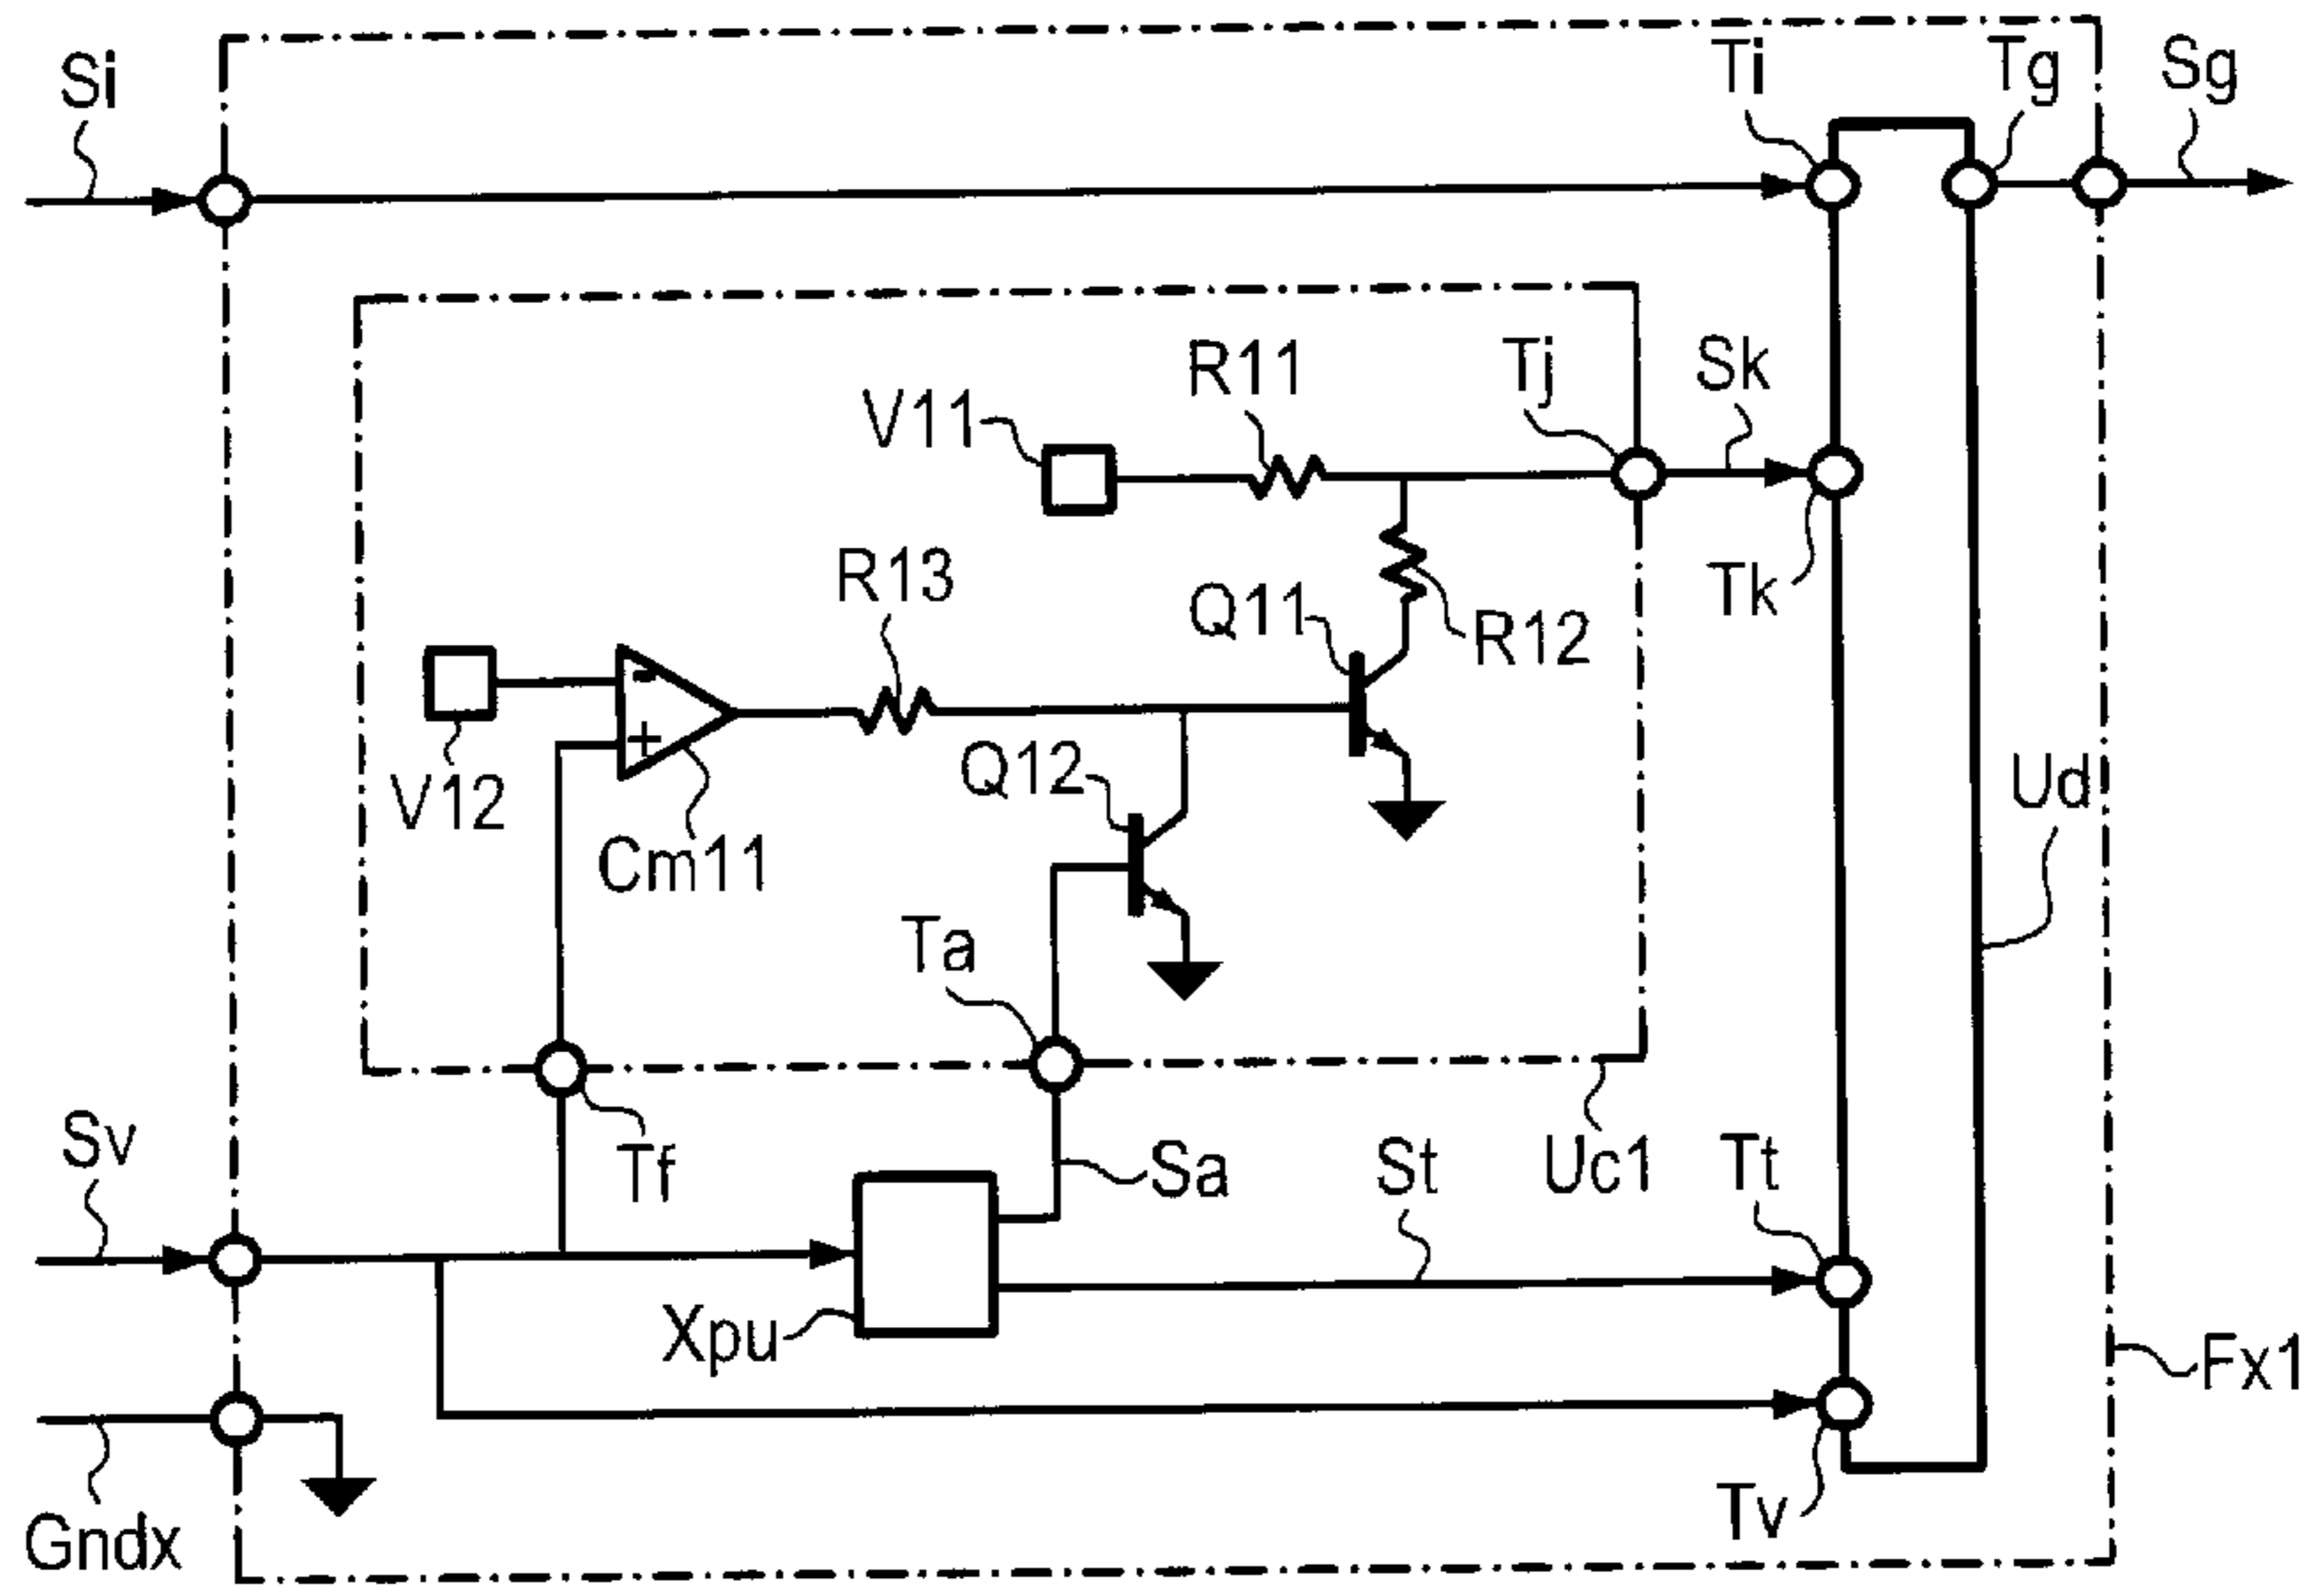 Si
Ti
Tg
Sg
R11
Tj
Sk
V11
R13
Q11
R12
Tk
-
+
V12
Q12
Ud
Cm11
Ta
Sv
Tf
Sa
St
Uc1
Tt
Xpu
Fx1
Gndx
Tv